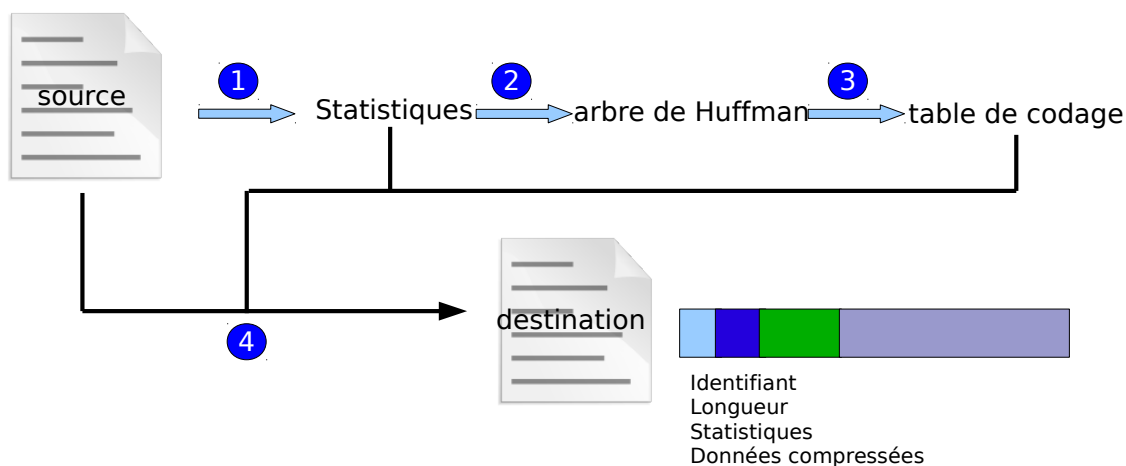 1 2 3
source Statistiques arbre de Huffman table de codage
destination
4
Identifiant
Longueur
Statistiques
Données compressées